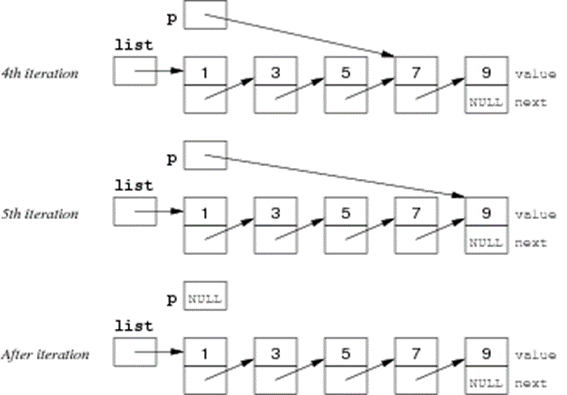 p
list
4th iteration 1 3 5 7 9 value
NULL next
p
list
5th iteration 1 3 5 7 9 value
NULL next
p NULL
list
After iteration 1 3 5 7 9 value
NULL next